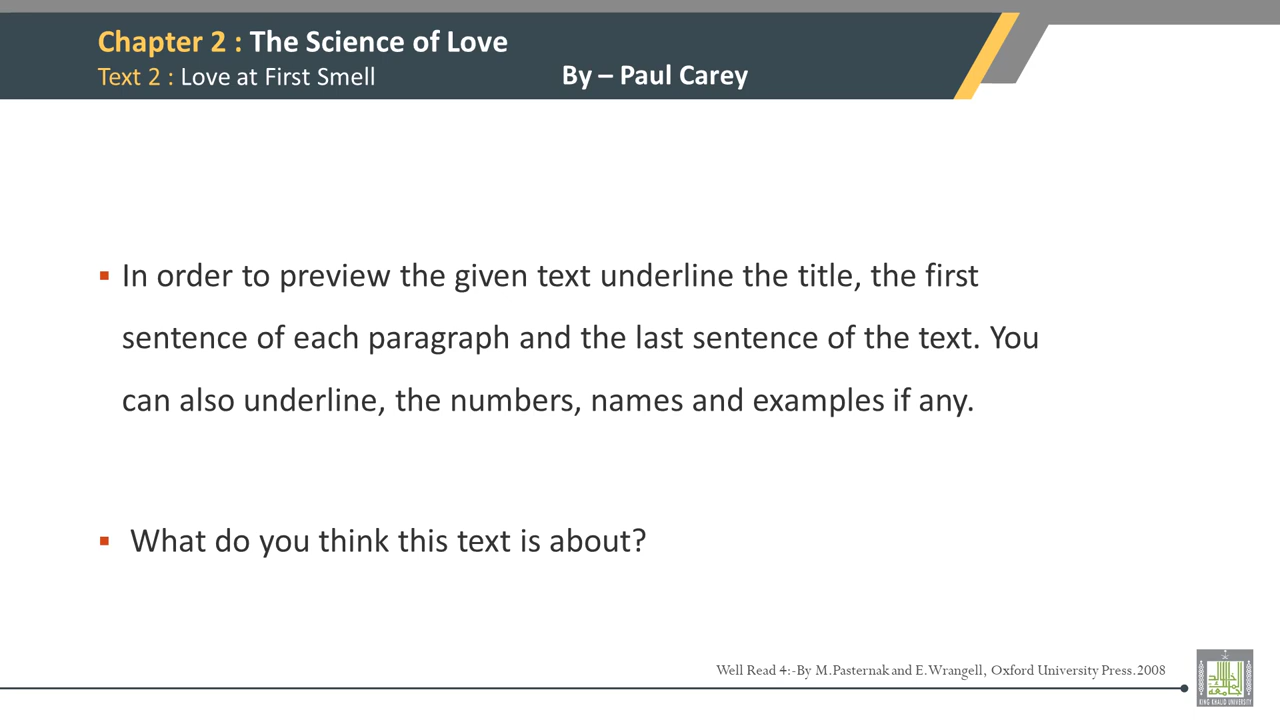 Chapter 2 : The Science of Love
Text 2 : Love at First Smell By – Paul Carey
▪ In order to preview the given text underline the title, the first
sentence of each paragraph and the last sentence of the text. You
can also underline, the numbers, names and examples if any.
▪ What do you think this text is about?
Well Read 4:-By M.Pasternak and E.Wrangell, Oxford University Press.2008
KING KHALID UNIVERSITY